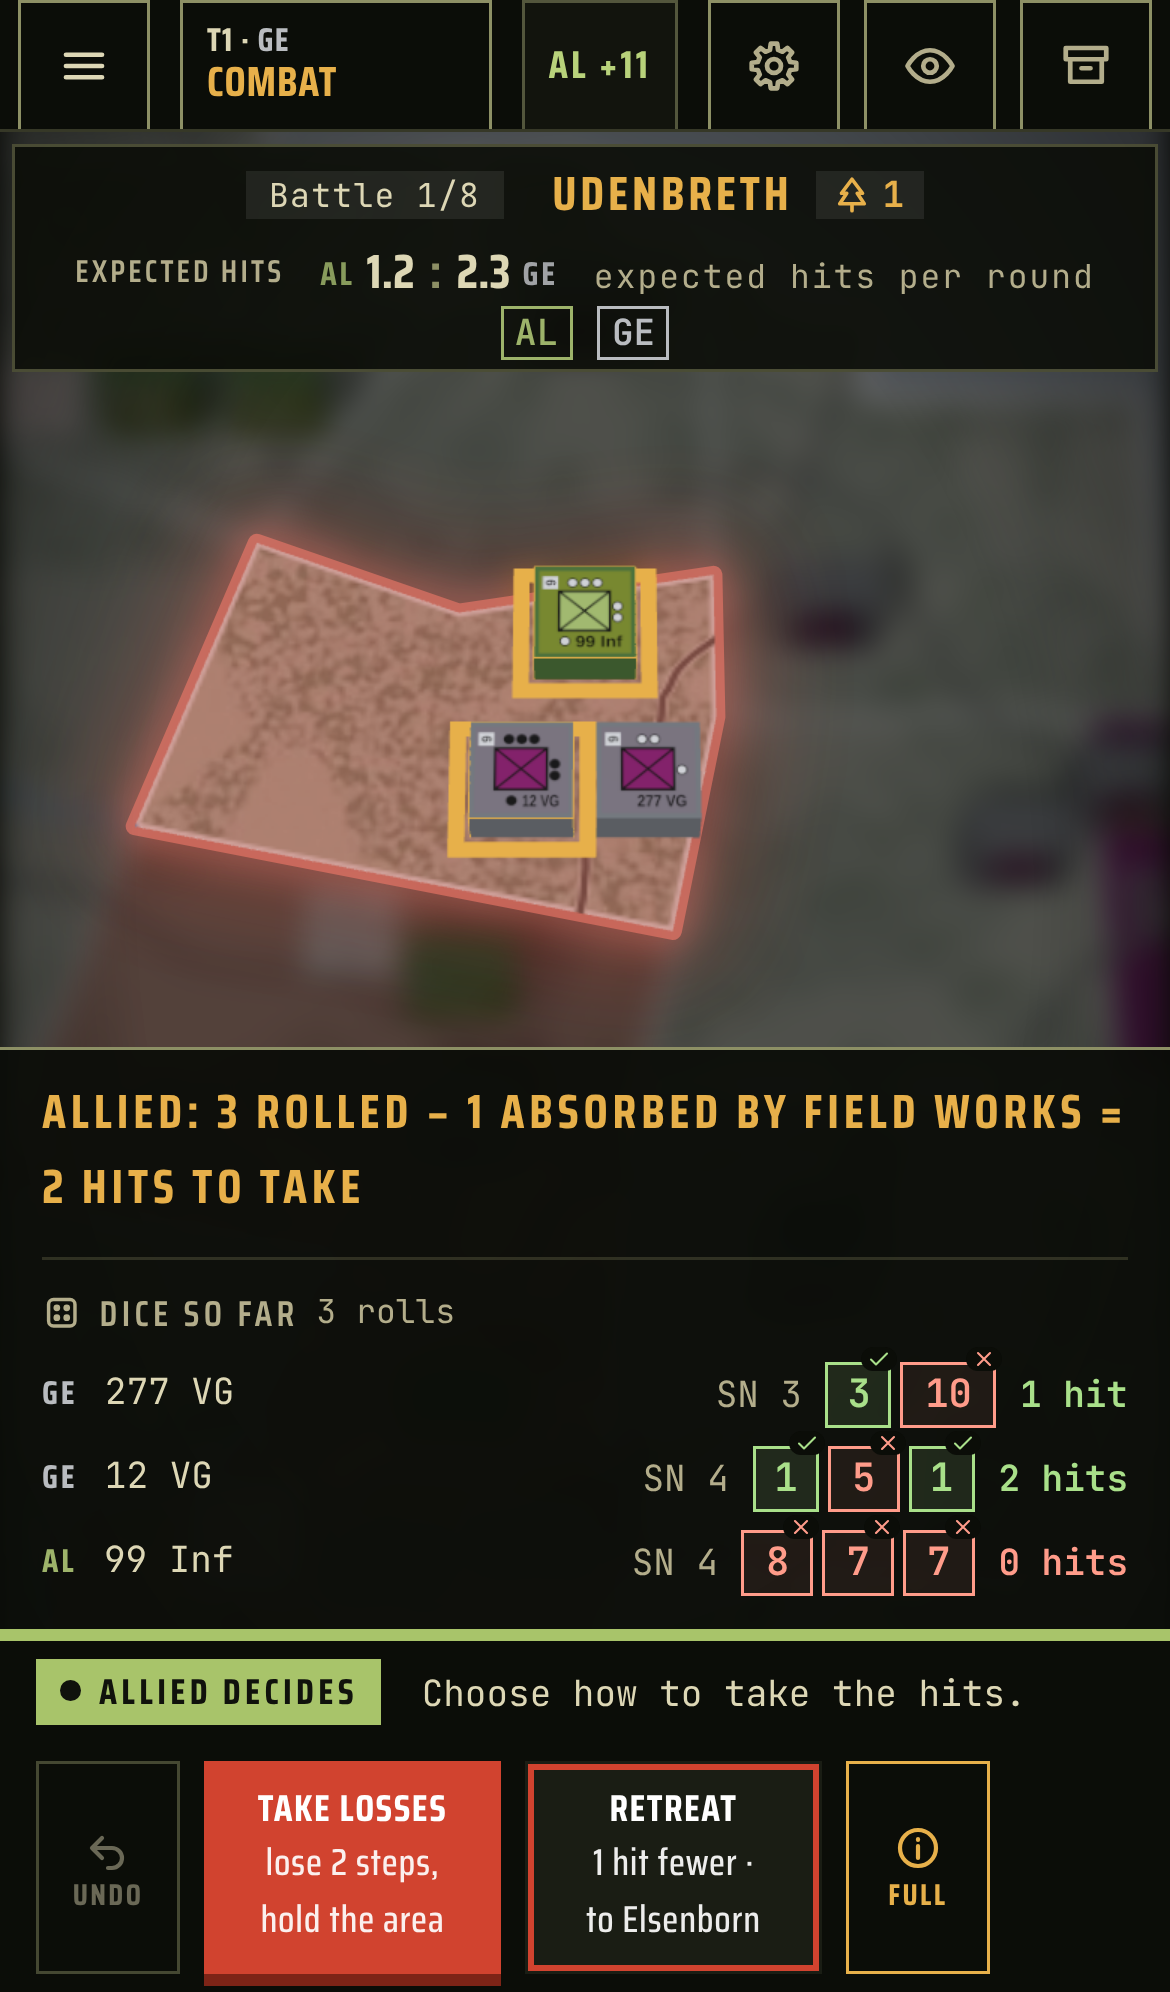 T1 · GE
COMBAT
AL +11
Battle 1/8
UDENBRETH
1
EXPECTED HITS AL 1.2 : 2.3 GE expected hits per round
AL GE
99 Inf
12 VG
277 VG
ALLIED: 3 ROLLED – 1 ABSORBED BY FIELD WORKS =
2 HITS TO TAKE
DICE SO FAR 3 rolls
GE 277 VG SN 3 3 10 1 hit
GE 12 VG SN 4 1 5 1 2 hits
AL 99 Inf SN 4 8 7 7 0 hits
ALLIED DECIDES Choose how to take the hits.
UNDO
TAKE LOSSES
lose 2 steps,
hold the area
RETREAT
1 hit fewer ·
to Elsenborn
FULL